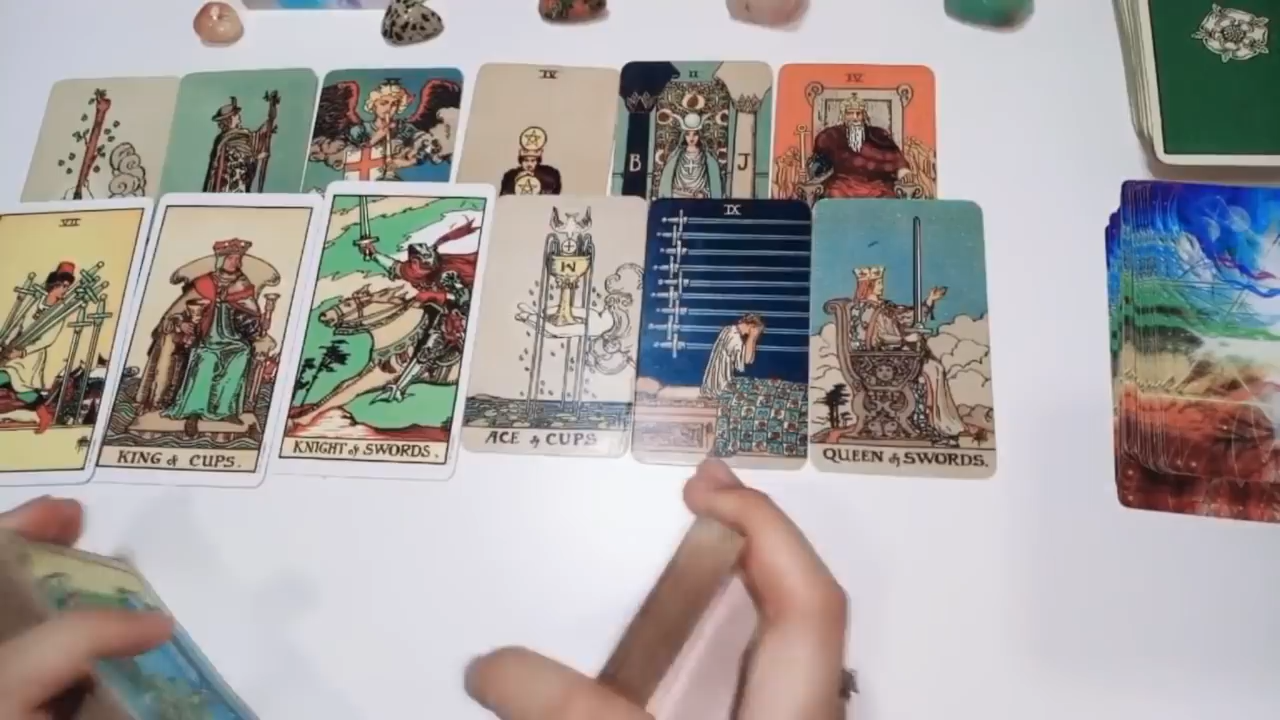 IV
II
IV
B
J
VII
IX
KING of CUPS.
KNIGHT of SWORDS.
ACE of CUPS
QUEEN of SWORDS.